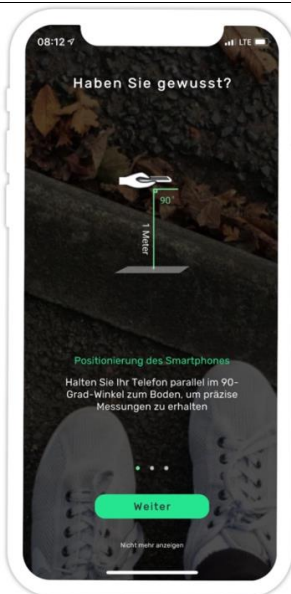 08:12
LTE
Haben Sie gewusst?
90°
1 Meter
Positionierung des Smartphones
Halten Sie Ihr Telefon parallel im 90-
Grad-Winkel zum Boden, um präzise
Messungen zu erhalten
Weiter
Nicht mehr anzeigen